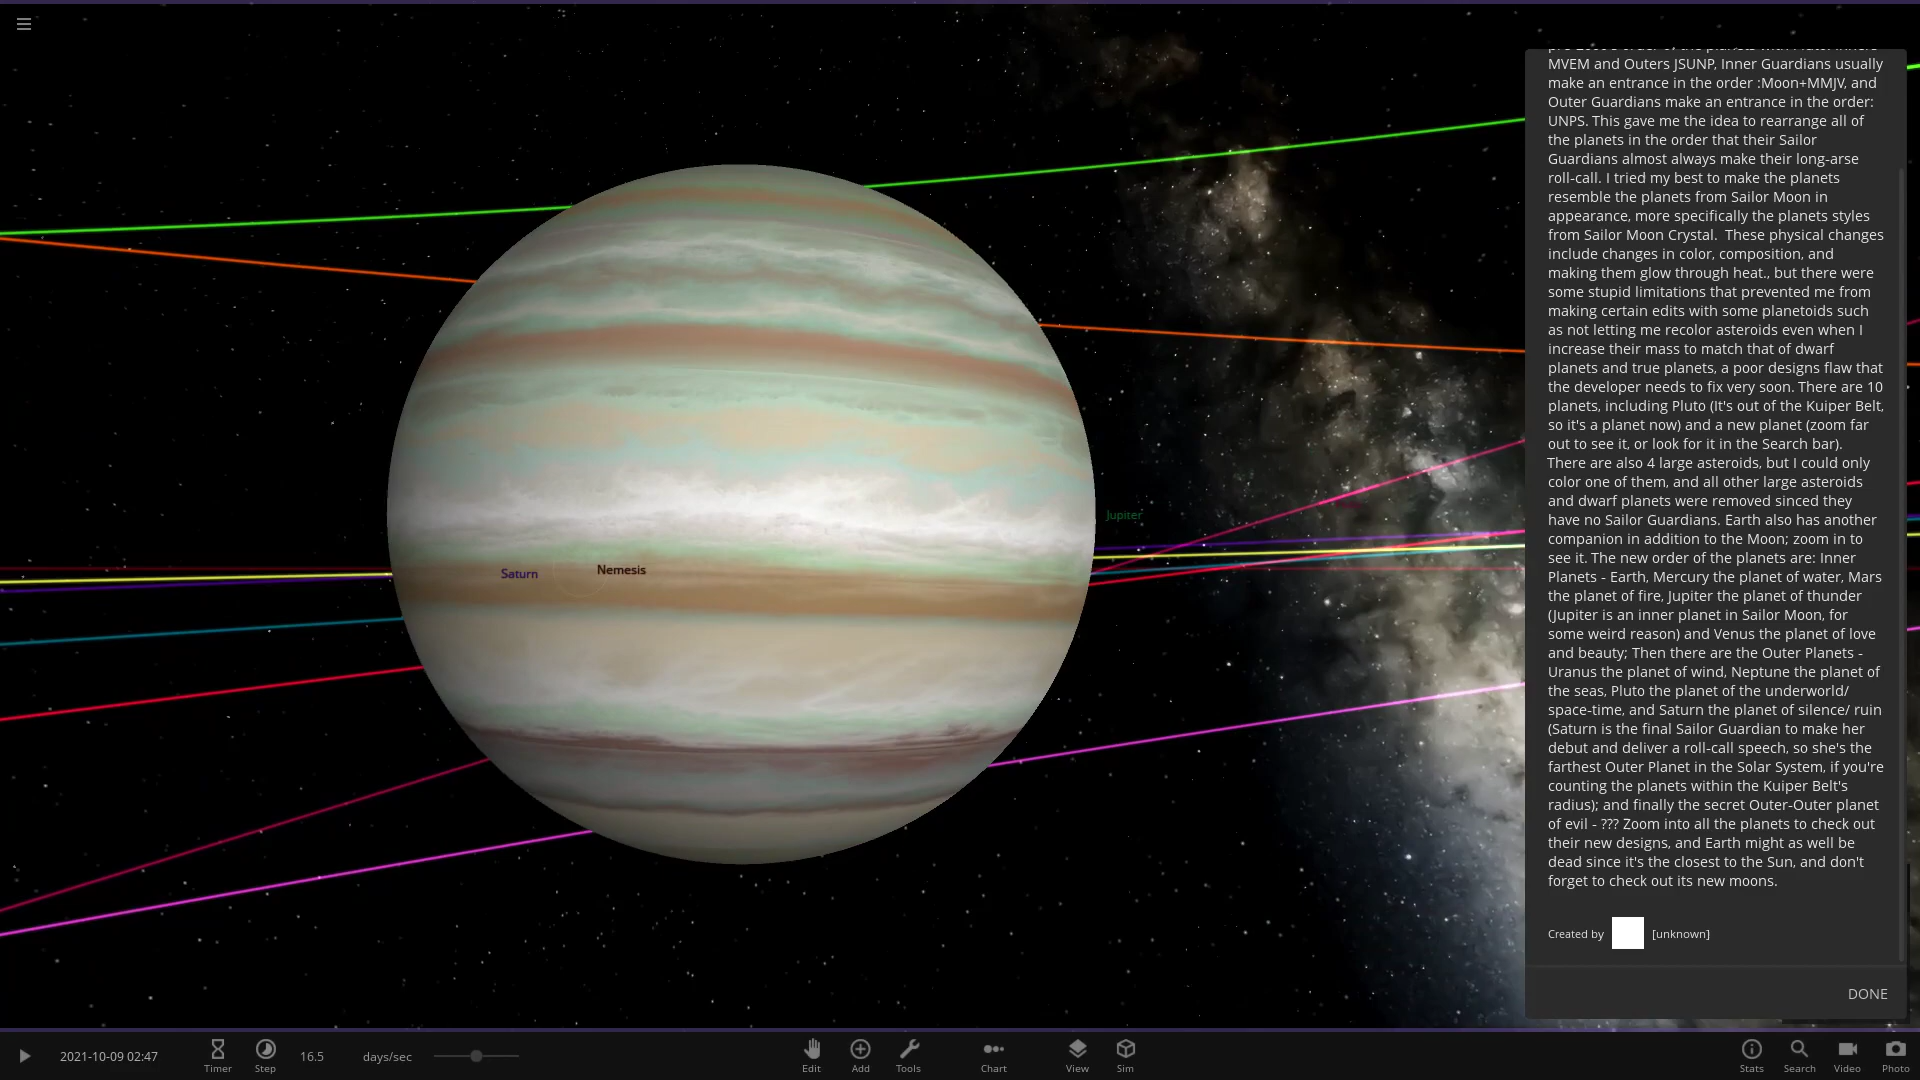 MVEM and Outers JSUNP, Inner Guardians usually
make an entrance in the order :Moon+MMJV, and
Outer Guardians make an entrance in the order:
UNPS. This gave me the idea to rearrange all of
the planets in the order that their Sailor
Guardians almost always make their long-arse
roll-call. I tried my best to make the planets
resemble the planets from Sailor Moon in
appearance, more specifically the planets styles
from Sailor Moon Crystal.  These physical changes
include changes in color, composition, and
making them glow through heat., but there were
some stupid limitations that prevented me from
making certain edits with some planetoids such
as not letting me recolor asteroids even when I
increase their mass to match that of dwarf
planets and true planets, a poor designs flaw that
the developer needs to fix very soon. There are 10
planets, including Pluto (It's out of the Kuiper Belt,
so it's a planet now) and a new planet (zoom far
out to see it, or look for it in the Search bar).
There are also 4 large asteroids, but I could only
color one of them, and all other large asteroids
and dwarf planets were removed sinced they
have no Sailor Guardians. Earth also has another
companion in addition to the Moon; zoom in to
see it. The new order of the planets are: Inner
Planets - Earth, Mercury the planet of water, Mars
the planet of fire, Jupiter the planet of thunder
(Jupiter is an inner planet in Sailor Moon, for
some weird reason) and Venus the planet of love
and beauty; Then there are the Outer Planets -
Uranus the planet of wind, Neptune the planet of
the seas, Pluto the planet of the underworld/
space-time, and Saturn the planet of silence/ ruin
(Saturn is the final Sailor Guardian to make her
debut and deliver a roll-call speech, so she's the
farthest Outer Planet in the Solar System, if you're
counting the planets within the Kuiper Belt's
radius); and finally the secret Outer-Outer planet
of evil - ??? Zoom into all the planets to check out
their new designs, and Earth might as well be
dead since it's the closest to the Sun, and don't
forget to check out its new moons.
Created by [unknown]
DONE
Jupiter
Saturn
Nemesis
2021-10-09 02:47
Timer
Step
16.5 days/sec
Edit
Add
Tools
Chart
View
Sim
Stats
Search
Video
Photo